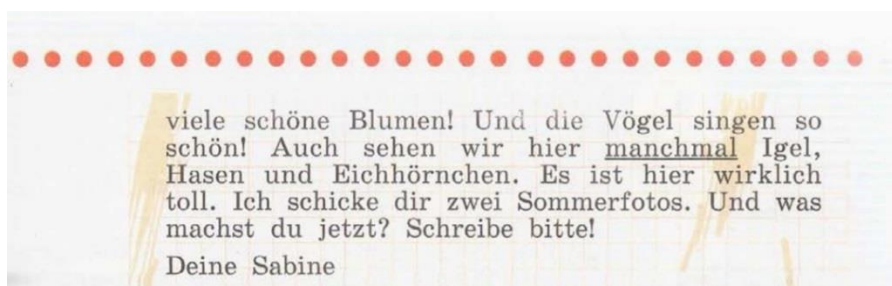 viele schöne Blumen! Und die Vögel singen so
schön! Auch sehen wir hier manchmal Igel,
Hasen und Eichhörnchen. Es ist hier wirklich
toll. Ich schicke dir zwei Sommerfotos. Und was
machst du jetzt? Schreibe bitte!
Deine Sabine